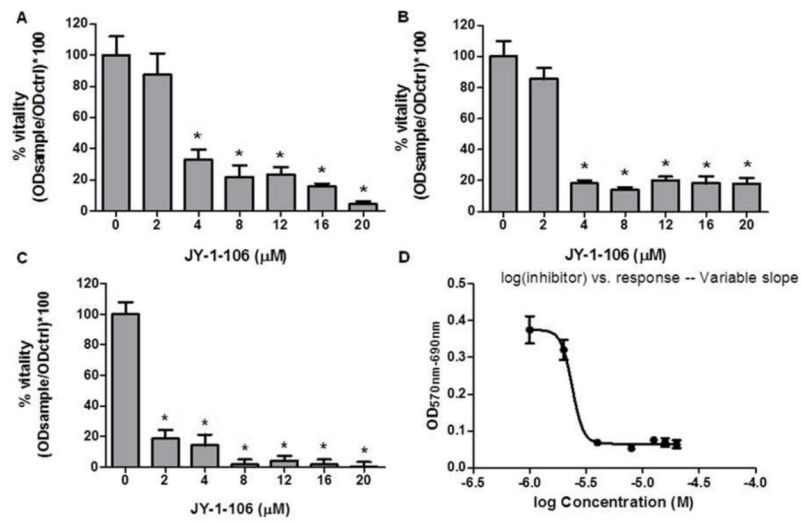 A
% vitality
(ODsample/ODctrl)*100
120
100
80
60
40
20
0
* * * * *
0 2 4 8 12 16 20
JY-1-106 (μM)
B
% vitality
(ODsample/ODctrl)*100
120
100
80
60
40
20
0
* * * * *
0 2 4 8 12 16 20
JY-1-106 (μM)
C
% vitality
(ODsample/ODctrl)*100
120
100
80
60
40
20
0
* * * * * *
0 2 4 8 12 16 20
JY-1-106 (μM)
D
log(inhibitor) vs. response -- Variable slope
OD570nm-690nm
0.5
0.4
0.3
0.2
0.1
0.0
-6.5 -6.0 -5.5 -5.0 -4.5 -4.0
log Concentration (M)